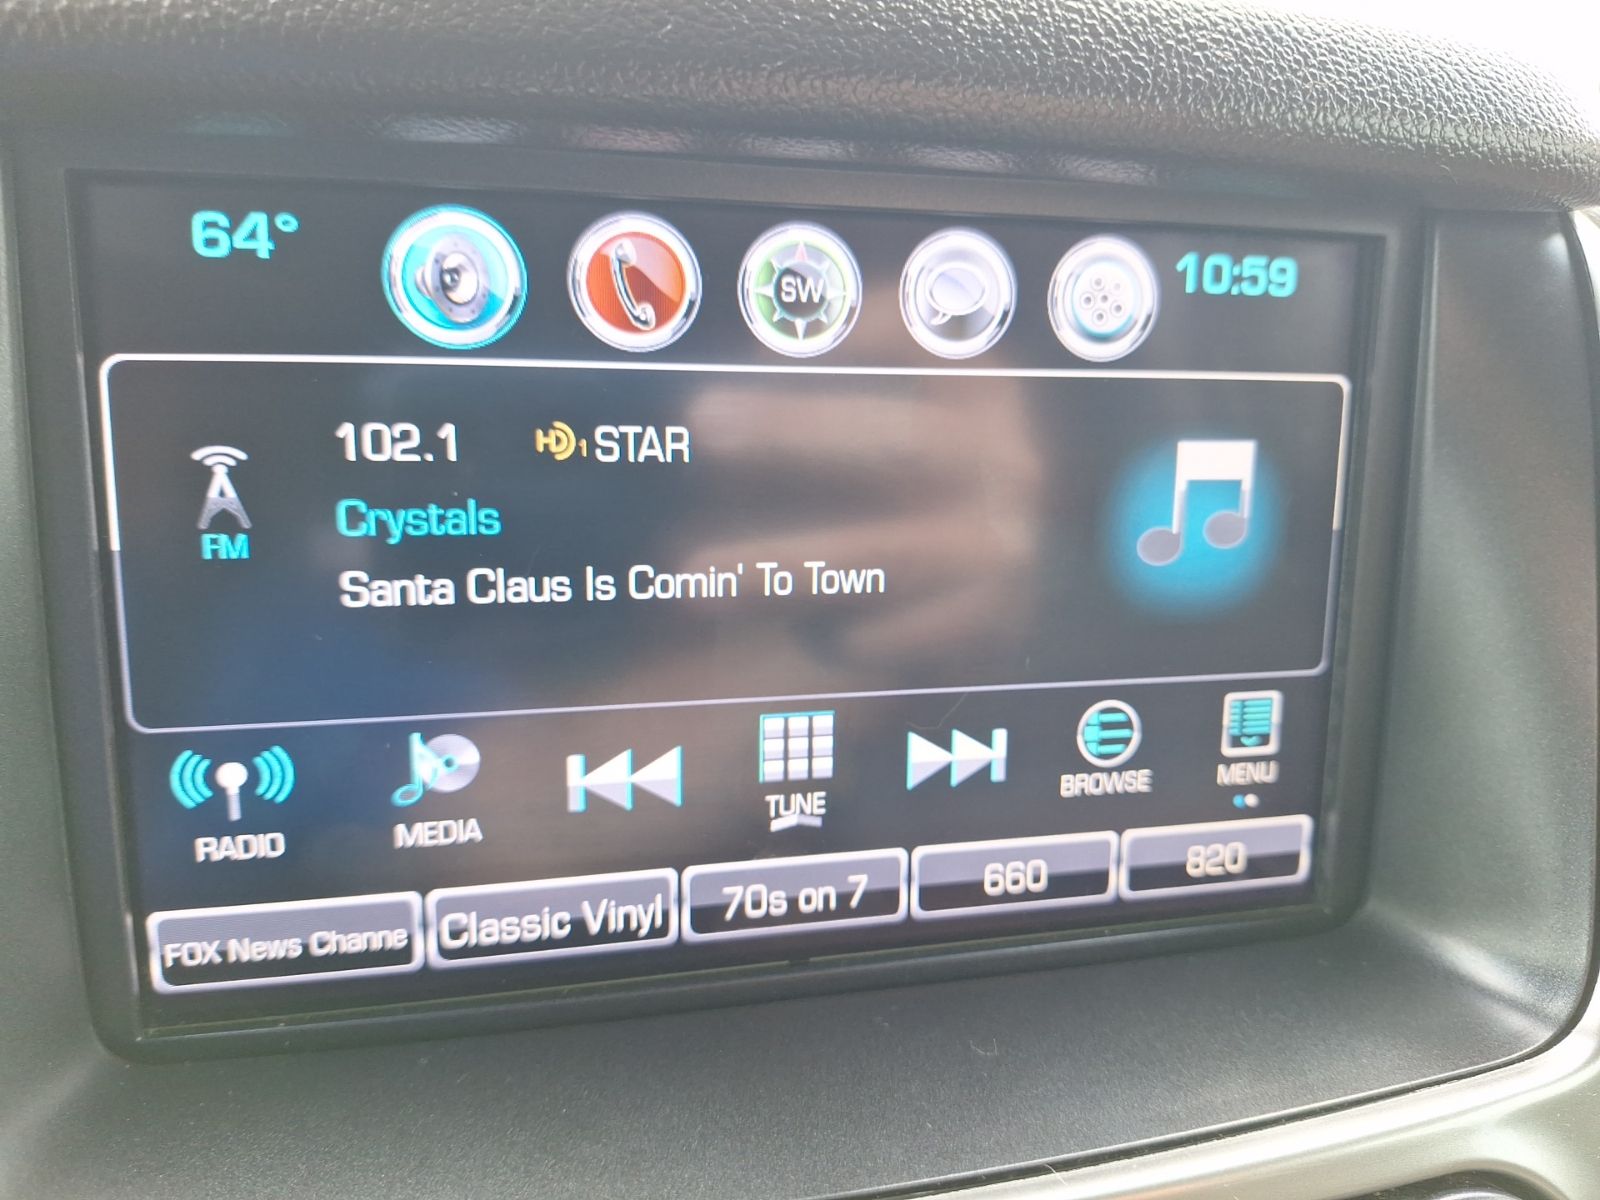 64° SW 10:59
102.1 HD1 STAR
FM
Crystals
Santa Claus Is Comin' To Town
RADIO MEDIA TUNE BROWSE MENU
FOX News Channe Classic Vinyl 70s on 7 660 820